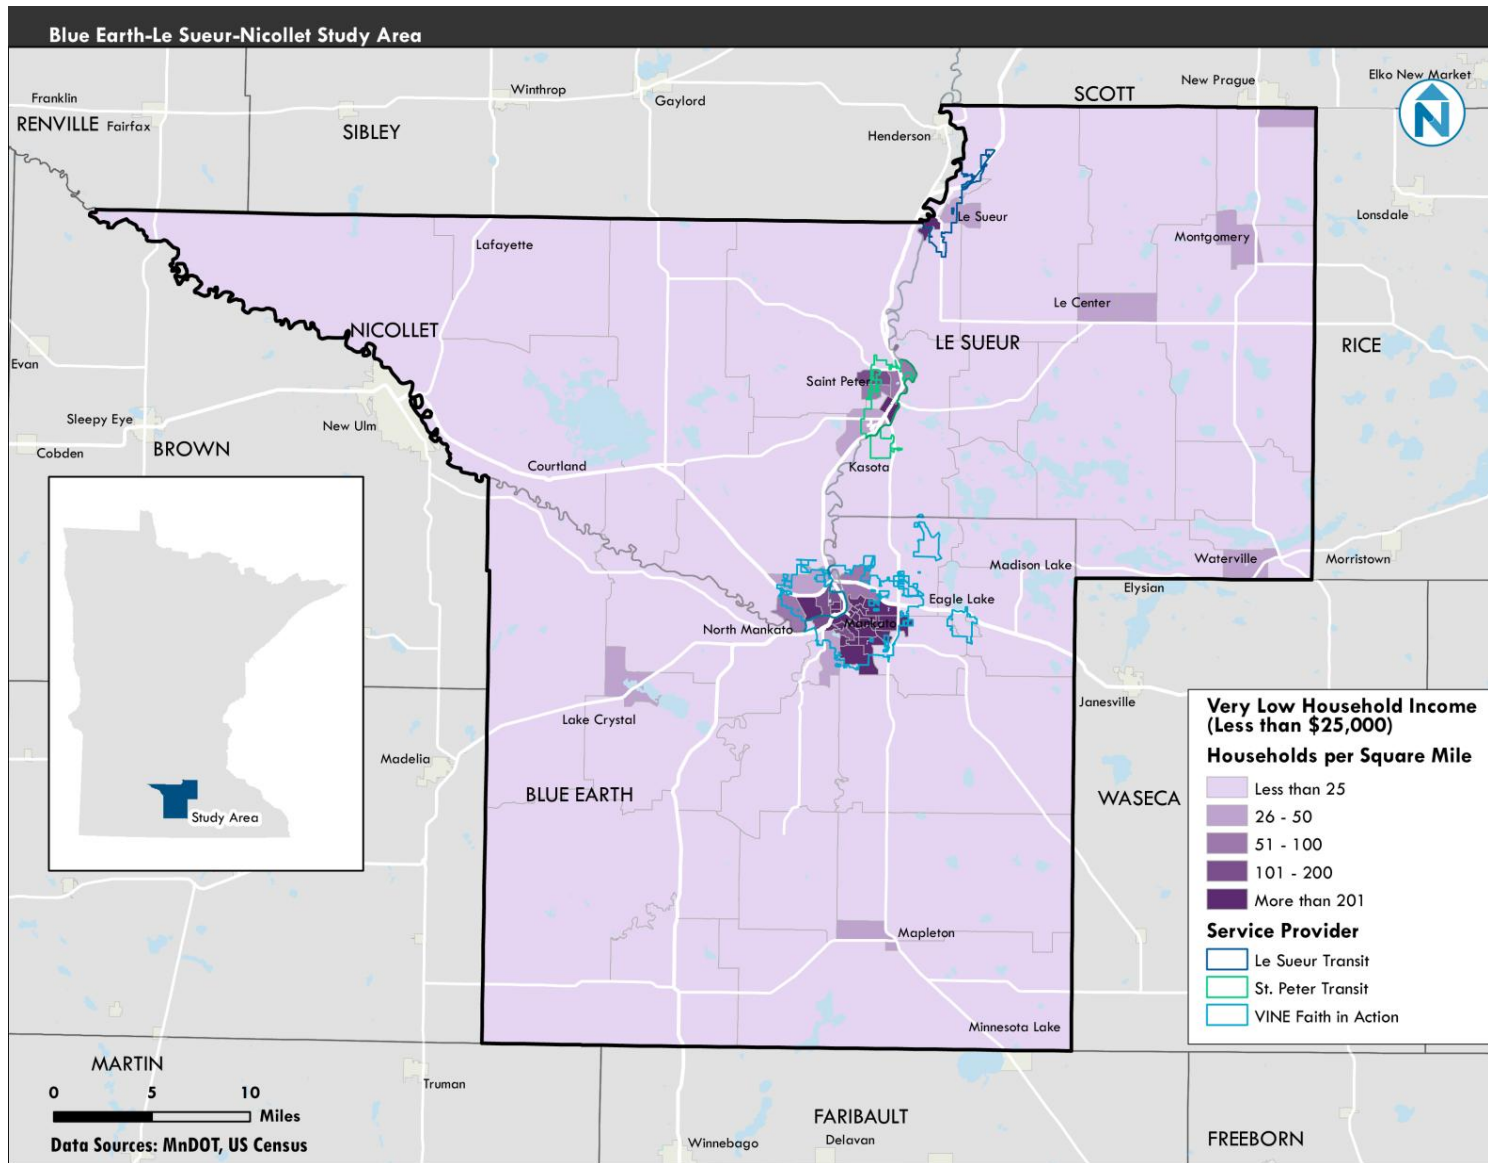 Blue Earth-Le Sueur-Nicollet Study Area
Franklin
RENVILLE
Fairfax
SIBLEY
Winthrop
Gaylord
Henderson
SCOTT
New Prague
Elko New Market
N
Lonsdale
Le Sueur
Montgomery
Lafayette
Le Center
NICOLLET
LE SUEUR
RICE
Evan
Saint Peter
Sleepy Eye
New Ulm
Cobden
BROWN
Courtland
Kasota
Madison Lake
Waterville
Morristown
Elysian
Eagle Lake
North Mankato
Mankato
Janesville
Lake Crystal
Madelia
BLUE EARTH
WASECA
Study Area
Mapleton
Minnesota Lake
Very Low Household Income
(Less than $25,000)
Households per Square Mile
Less than 25
26 - 50
51 - 100
101 - 200
More than 201
Service Provider
Le Sueur Transit
St. Peter Transit
VINE Faith in Action
MARTIN
Truman
0 5 10
Miles
Data Sources: MnDOT, US Census
Winnebago
FARIBAULT
Delavan
FREEBORN